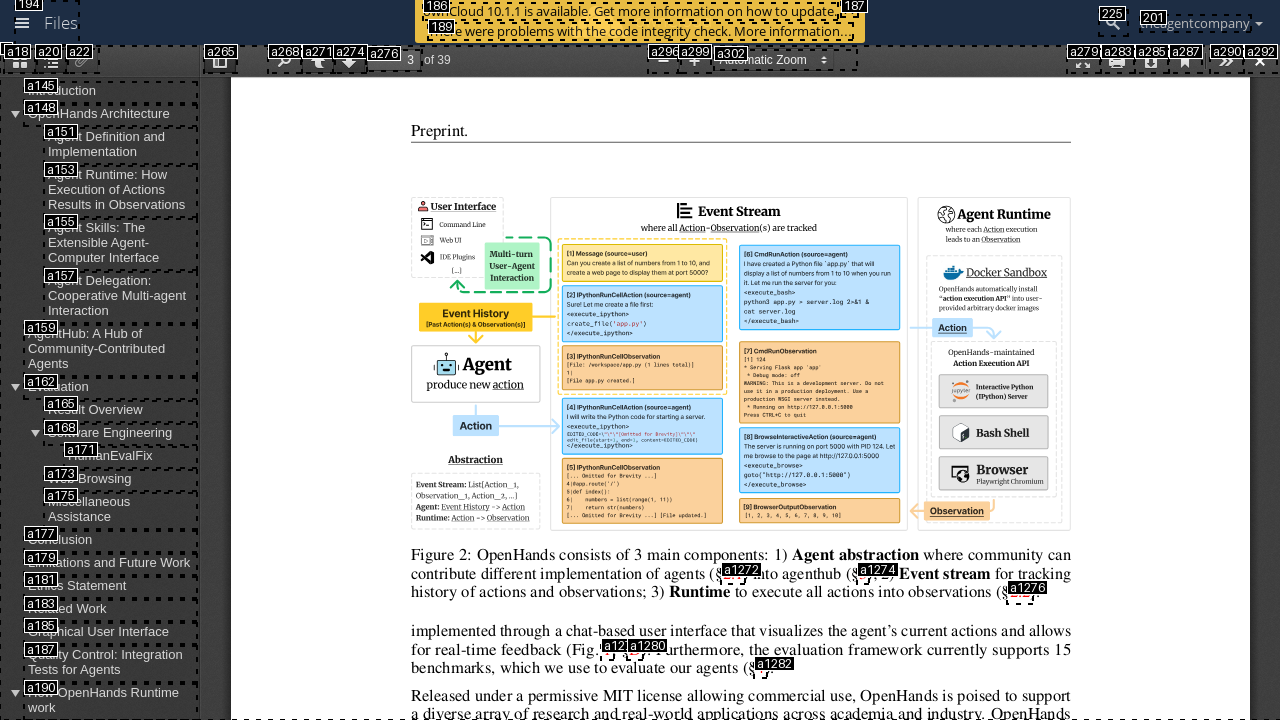 194
Files
186
ownCloud 10.1.1 is available. Get more information on how to update.
187
189
There were problems with the code integrity check. More information...
225
201
theagentcompany
a18
a20
a22
a265
a268
a271
a274
a276
3 of 39
a296
a299
a302
Automatic Zoom
a279
a283
a285
a287
a290
a292
a145
Introduction
a148
OpenHands Architecture
a151
Agent Definition and
Implementation
a153
Agent Runtime: How
Execution of Actions
Results in Observations
a155
Agent Skills: The
Extensible Agent-
Computer Interface
a157
Agent Delegation:
Cooperative Multi-agent
Interaction
a159
AgentHub: A Hub of
Community-Contributed
Agents
a162
Evaluation
a165
Result Overview
a168
Software Engineering
a171
HumanEvalFix
a173
Web Browsing
a175
Miscellaneous
Assistance
a177
Conclusion
a179
Limitations and Future Work
a181
Ethics Statement
a183
Related Work
a185
Graphical User Interface
a187
Quality Control: Integration
Tests for Agents
a190
How OpenHands Runtime
work
Preprint.
User Interface
Command Line
Web UI
IDE Plugins
[...]
Multi-turn
User-Agent
Interaction
Event History
[Past Action(s) & Observation(s)]
Agent
produce new action
Action
Abstraction
Event Stream: List[Action_1,
Observation_1, Action_2, ...]
Agent: Event History -> Action
Runtime: Action -> Observation
Event Stream
where all Action-Observation(s) are tracked
[1] Message (source=user)
Can you create a list of numbers from 1 to 10, and
create a web page to display them at port 5000?
[2] IPythonRunCellAction (source=agent)
Sure! Let me create a file first:
<execute_ipython>
create_file('app.py')
</execute_ipython>
[3] IPythonRunCellObservation
[File: /workspace/app.py (1 lines total)]
1|
[File app.py created.]
[4] IPythonRunCellAction (source=agent)
I will write the Python code for starting a server.
<execute_ipython>
EDITED_CODE=\"\"\"[Omitted for Brevity]\"\"\"
edit_file(start=1, end=1, content=EDITED_CODE)
</execute_ipython>
[5] IPythonRunCellObservation
[... Omitted for Brevity ...]
4|@app.route('/')
5|def index():
6|    numbers = list(range(1, 11))
7|    return str(numbers)
[... Omitted for Brevity ...] [File updated.]
[6] CmdRunAction (source=agent)
I have created a Python file `app.py` that will
display a list of numbers from 1 to 10 when you run
it. Let me run the server for you:
<execute_bash>
python3 app.py > server.log 2>&1 &
cat server.log
</execute_bash>
[7] CmdRunObservation
[1] 124
* Serving Flask app 'app'
* Debug mode: off
WARNING: This is a development server. Do not
use it in a production deployment. Use a
production WSGI server instead.
* Running on http://127.0.0.1:5000
Press CTRL+C to quit
[8] BrowseInteractiveAction (source=agent)
The server is running on port 5000 with PID 124. Let
me browse to the page at http://127.0.0.1:5000
<execute_browse>
goto("http://127.0.0.1:5000")
</execute_browse>
[9] BrowserOutputObservation
[1, 2, 3, 4, 5, 6, 7, 8, 9, 10]
Agent Runtime
where each Action execution
leads to an Observation
Docker Sandbox
OpenHands automatically install
"action execution API" into user-
provided arbitrary docker images
Action
OpenHands-maintained
Action Execution API
jupyter
Interactive Python
(IPython) Server
Bash Shell
Browser
Playwright Chromium
Observation
Figure 2: OpenHands consists of 3 main components: 1) Agent abstraction where community can
a1272
a1274
contribute different implementation of agents (§ into agenthub (§ Event stream for tracking
a1276
history of actions and observations; 3) Runtime to execute all actions into observations (§
implemented through a chat-based user interface that visualizes the agent's current actions and allows
a1280
for real-time feedback (Fig. Furthermore, the evaluation framework currently supports 15
a1282
benchmarks, which we use to evaluate our agents (§
Released under a permissive MIT license allowing commercial use, OpenHands is poised to support
a diverse array of research and real-world applications across academia and industry. OpenHands